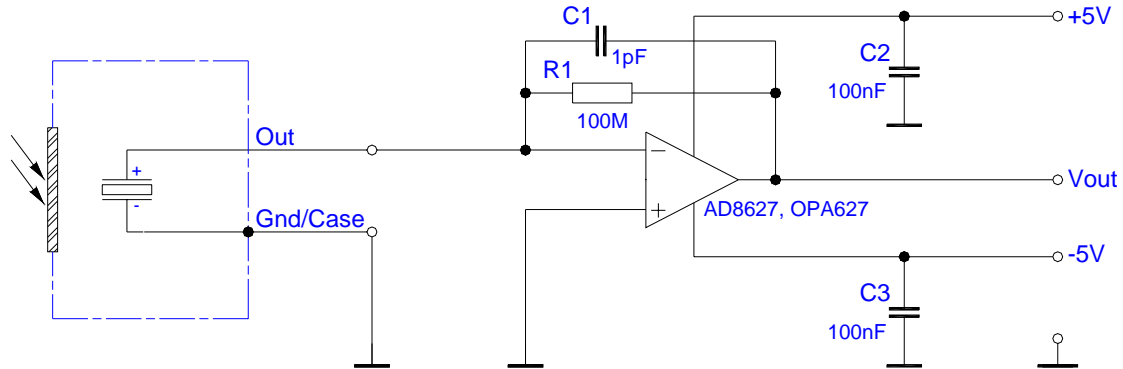 C1
+5V
1pF
C2
R1
100nF
100M
Out
+
-
−
+
Vout
AD8627, OPA627
Gnd/Case
-5V
C3
100nF